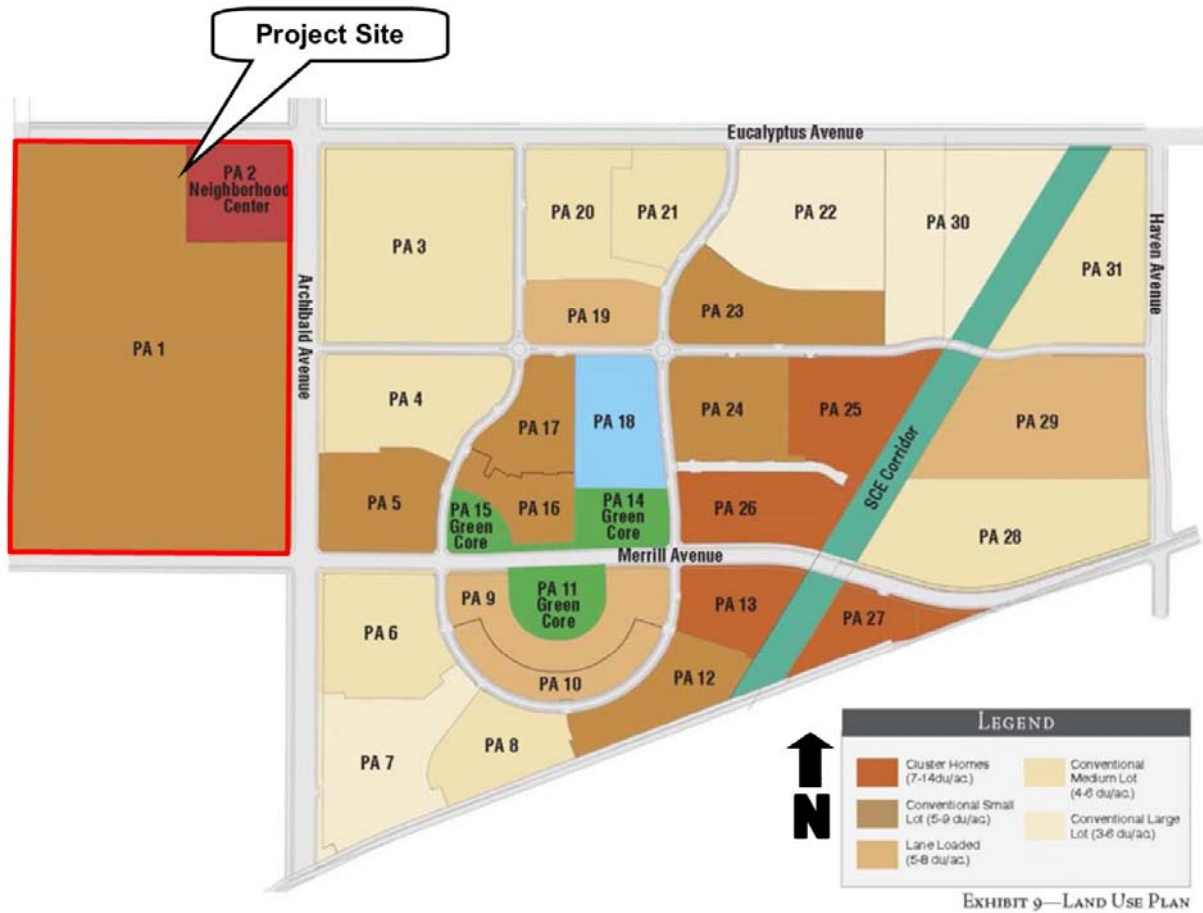 Project Site
Eucalyptus Avenue
PA 2
Neighborhood
Center
PA 20
PA 21
PA 22
PA 30
PA 3
Haven Avenue
PA 31
Archibald Avenue
PA 19
PA 23
PA 1
PA 4
PA 17
PA 18
PA 24
PA 25
PA 29
SCE Corridor
PA 5
PA 15
Green
Core
PA 16
PA 14
Green
Core
PA 26
PA 28
Merrill Avenue
PA 9
PA 11
Green
Core
PA 13
PA 27
PA 6
PA 10
PA 12
PA 7
PA 8
N
LEGEND
Cluster Homes
(7-14du/ac.)
Conventional Small
Lot (5-9 du/ac.)
Lane Loaded
(5-8 du/ac.)
Conventional
Medium Lot
(4-6 du/ac.)
Conventional Large
Lot (3-6 du/ac.)
EXHIBIT 9—LAND USE PLAN